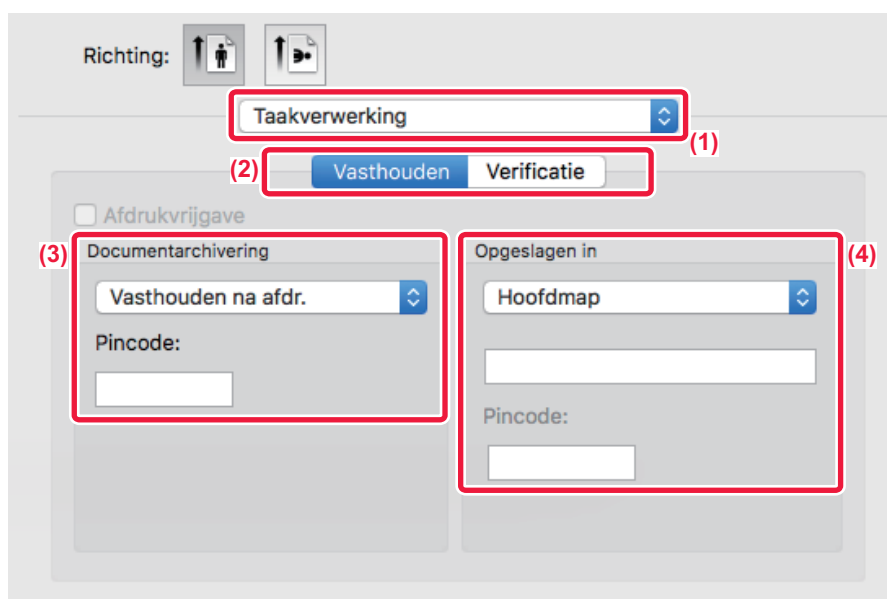 Richting:
Taakverwerking
(1)
(2) Vasthouden Verificatie
Afdrukvrijgave
(3) Documentarchivering
Opgeslagen in (4)
Vasthouden na afdr.
Hoofdmap
Pincode:
Pincode: